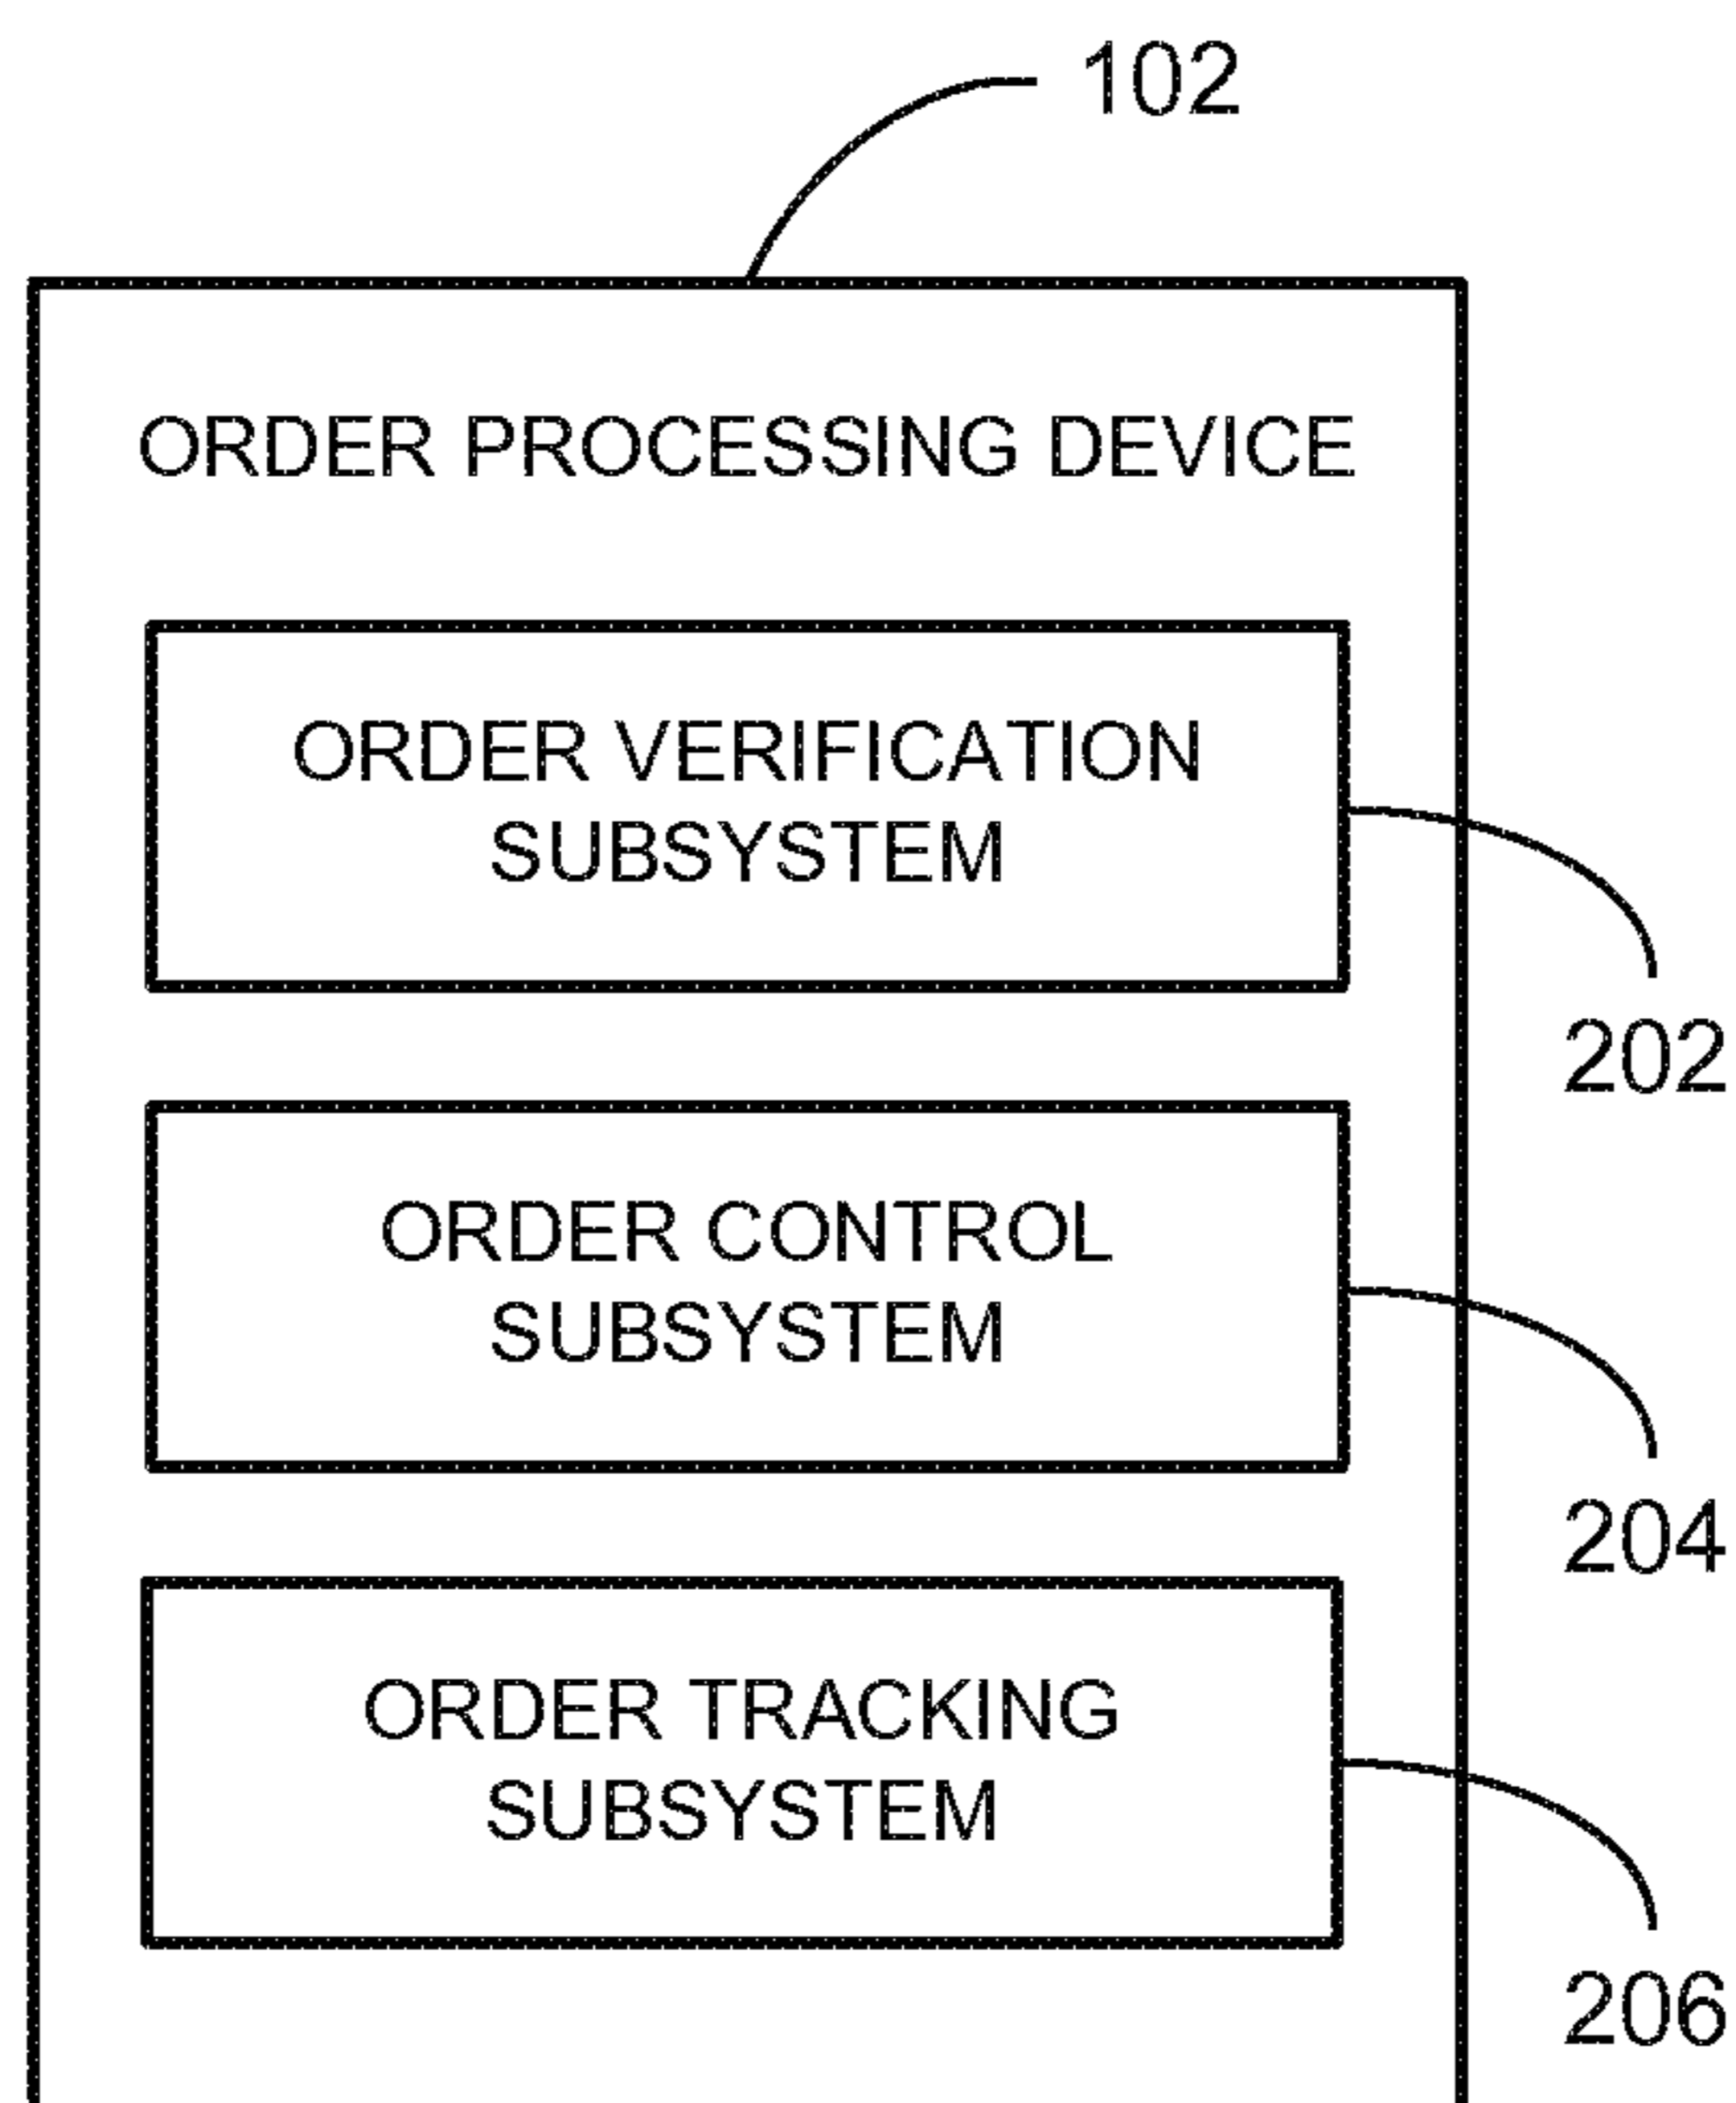 102
ORDER PROCESSING DEVICE
ORDER VERIFICATION
SUBSYSTEM
202
ORDER CONTROL
SUBSYSTEM
204
ORDER TRACKING
SUBSYSTEM
206